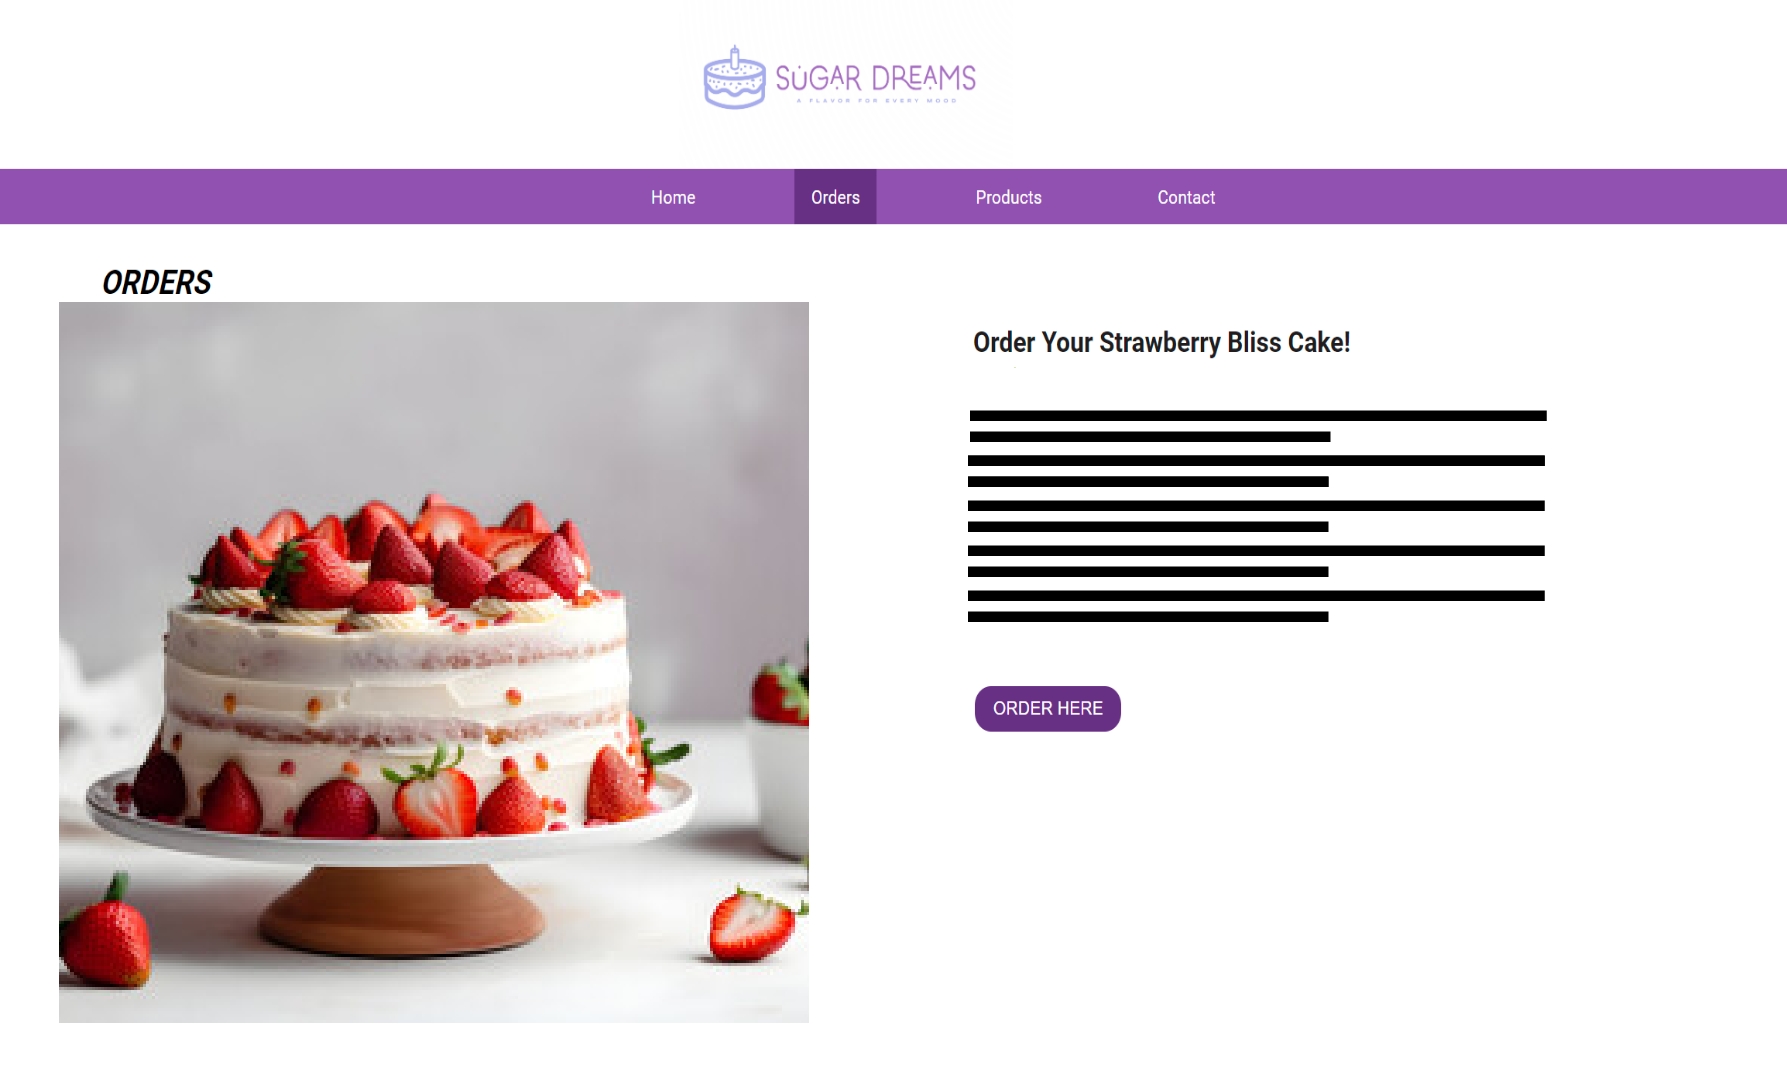 SUGAR DREAMS
A FLAVOR FOR EVERY MOOD
Home Orders Products Contact
ORDERS
Order Your Strawberry Bliss Cake!
ORDER HERE